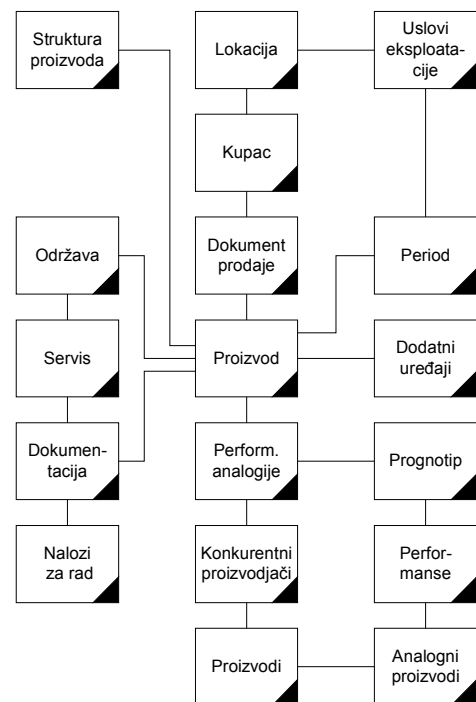 Struktura
proizvoda
Lokacija
Uslovi
eksploata-
cije
Kupac
Održava
Dokument
prodaje
Period
Servis
Proizvod
Dodatni
uređaji
Dokumen-
tacija
Perform.
analogije
Prognotip
Nalozi
za rad
Konkurentni
proizvodjači
Perfor-
manse
Proizvodi
Analogni
proizvodi